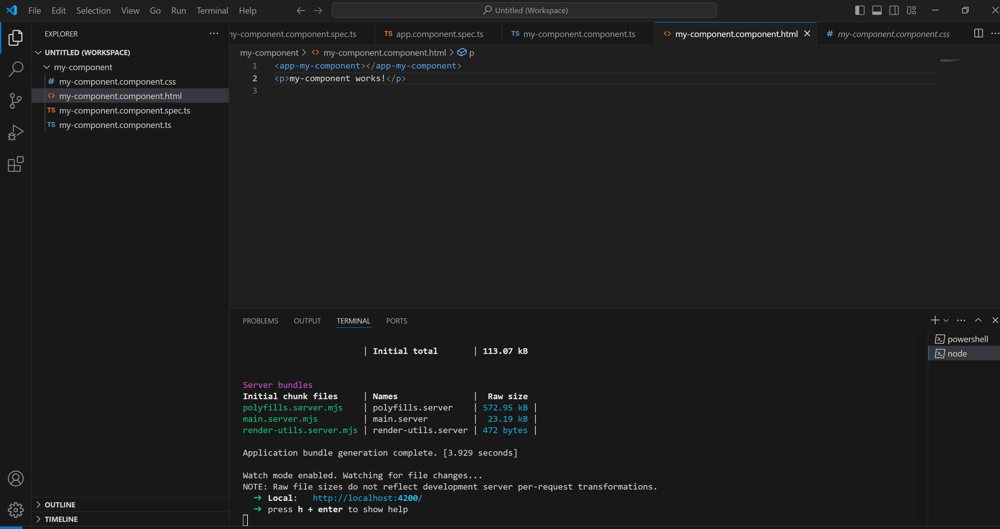 File Edit Selection View Go Run Terminal Help
Untitled (Workspace)
EXPLORER
UNTITLED (WORKSPACE)
my-component
# my-component.component.css
<> my-component.component.html
TS my-component.component.spec.ts
TS my-component.component.ts
OUTLINE
TIMELINE
my-component.component.spec.ts
TS app.component.spec.ts
TS my-component.component.ts
<> my-component.component.html
# my-component.component.css
my-component > <> my-component.component.html > p
1 <app-my-component></app-my-component>
2 <p>my-component works!</p>
3
PROBLEMS OUTPUT TERMINAL PORTS
| Initial total | 113.07 kB
Server bundles
Initial chunk files | Names | Raw size
polyfills.server.mjs | polyfills.server | 572.95 kB |
main.server.mjs | main.server | 23.19 kB |
render-utils.server.mjs | render-utils.server | 472 bytes |
Application bundle generation complete. [3.929 seconds]
Watch mode enabled. Watching for file changes...
NOTE: Raw file sizes do not reflect development server per-request transformations.
➜ Local: http://localhost:4200/
➜ press h + enter to show help
powershell
node